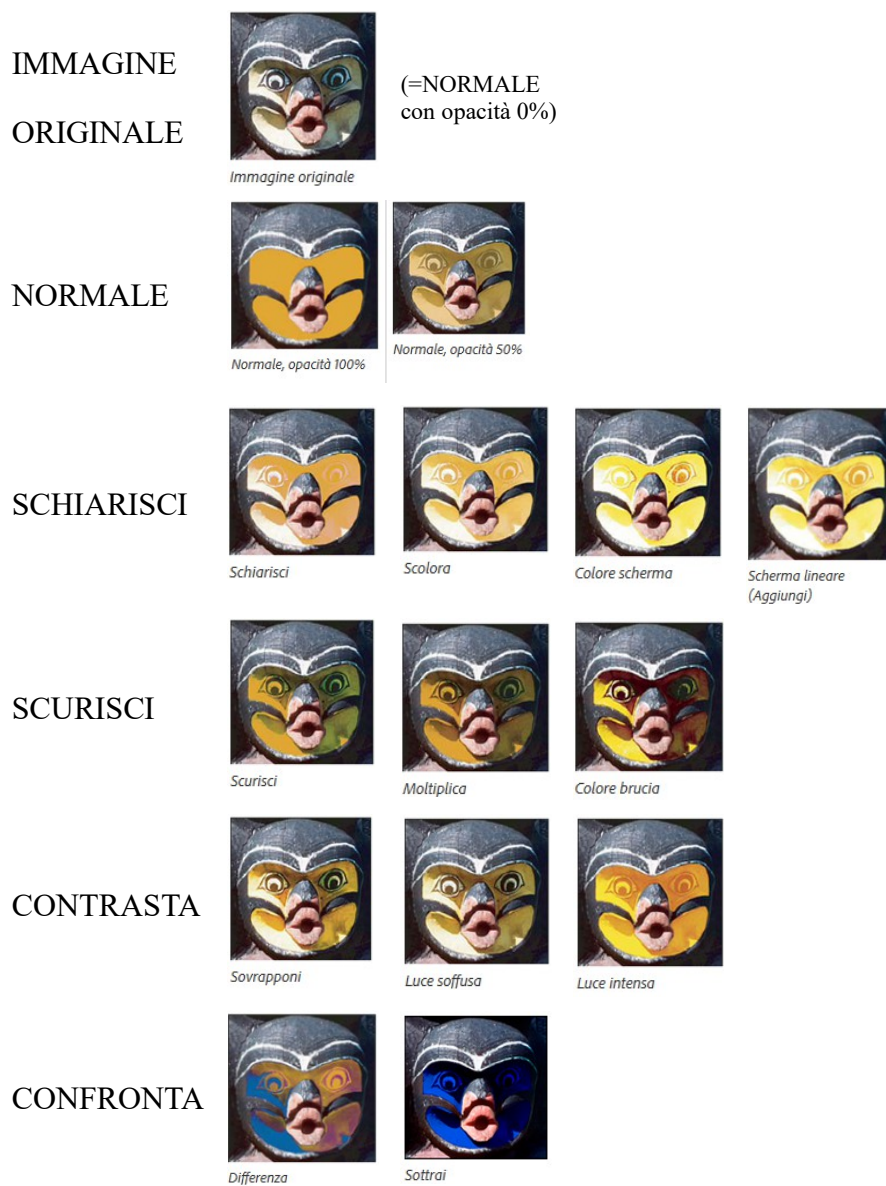 IMMAGINE
ORIGINALE
(=NORMALE
con opacità 0%)
Immagine originale
NORMALE
Normale, opacità 100%
Normale, opacità 50%
SCHIARISCI
Schiarisci
Scolora
Colore scherma
Scherma lineare
(Aggiungi)
SCURISCI
Scurisci
Moltiplica
Colore brucia
CONTRASTA
Sovrapponi
Luce soffusa
Luce intensa
CONFRONTA
Differenza
Sottrai